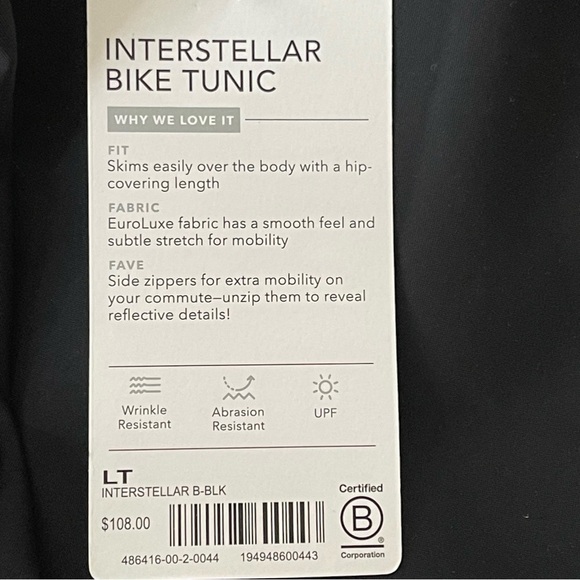 INTERSTELLAR
BIKE TUNIC
WHY WE LOVE IT
FIT
Skims easily over the body with a hip-
covering length
FABRIC
EuroLuxe fabric has a smooth feel and
subtle stretch for mobility
FAVE
Side zippers for extra mobility on
your commute—unzip them to reveal
reflective details!
Wrinkle
Resistant
Abrasion
Resistant
UPF
LT
INTERSTELLAR B-BLK
$108.00
486416-00-2-0044 194948600443
Certified
B
®
Corporation